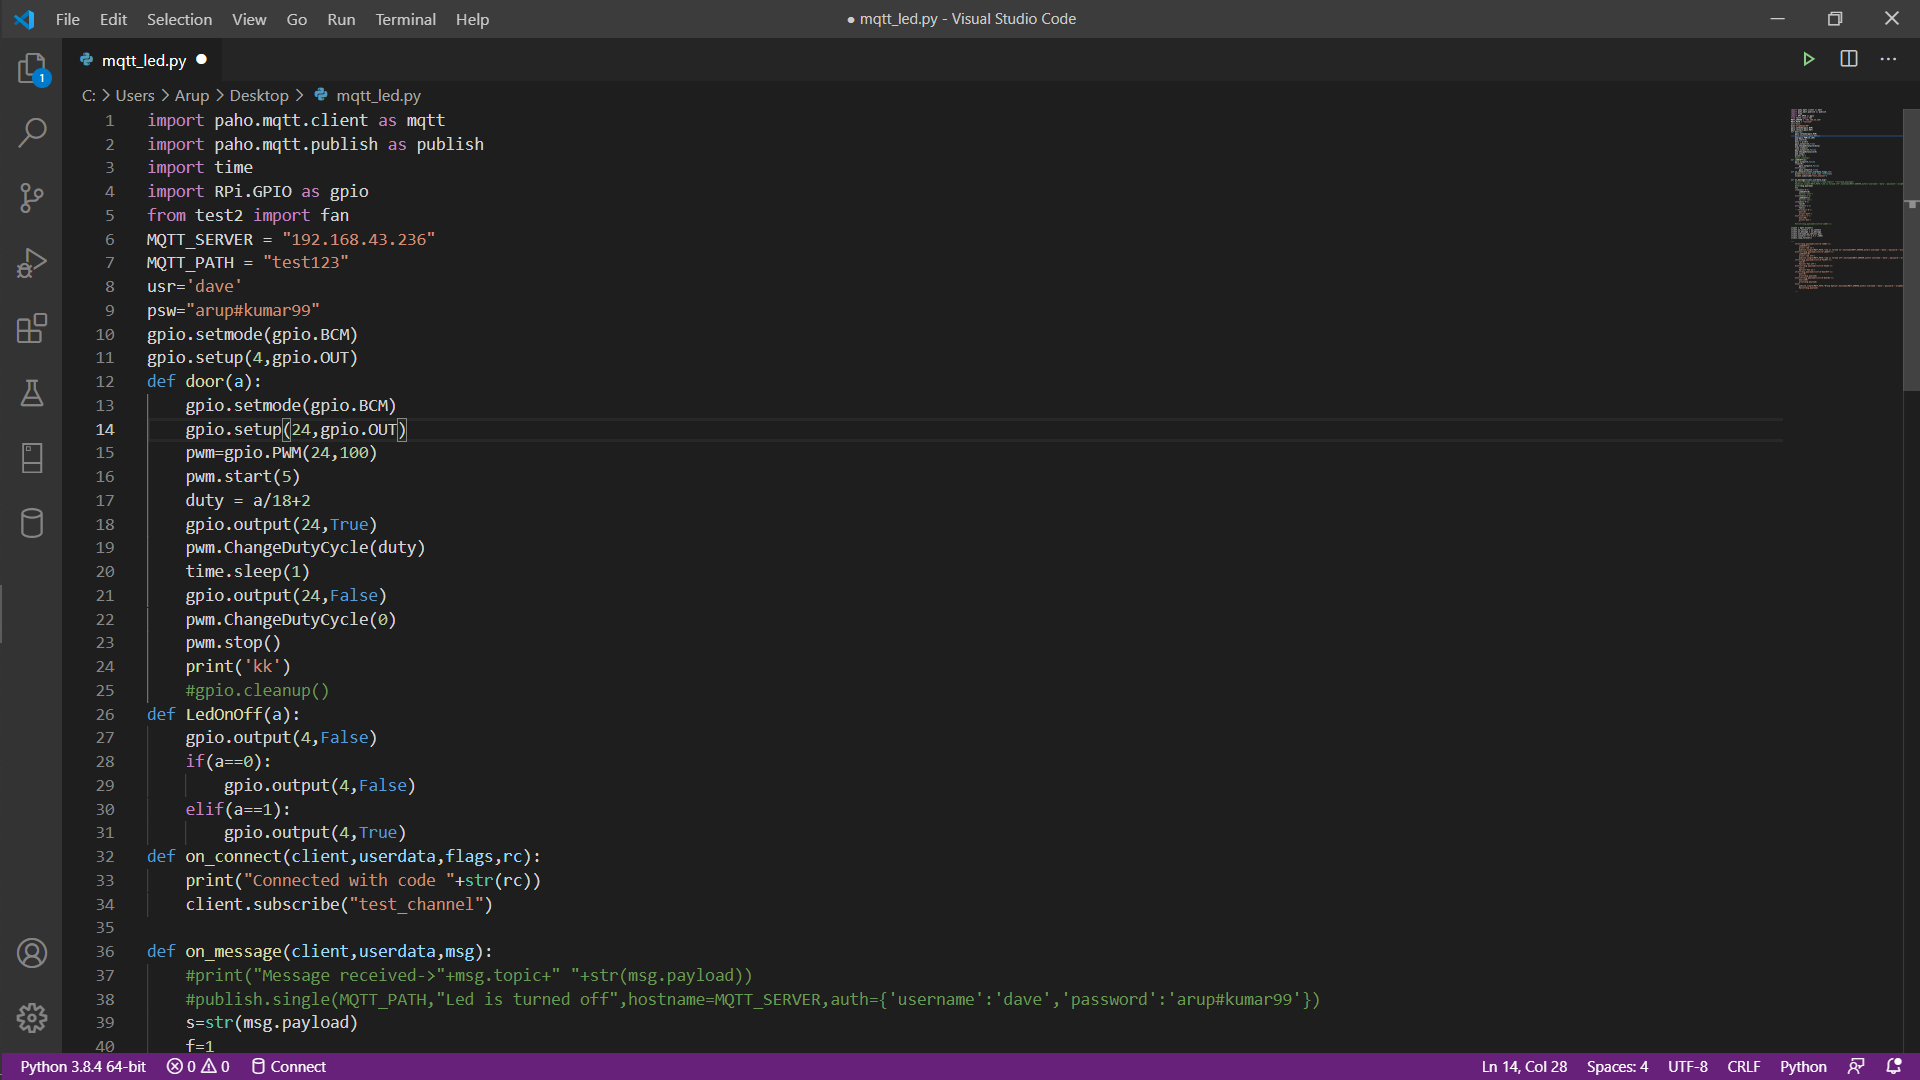 File Edit Selection View Go Run Terminal Help
● mqtt_led.py - Visual Studio Code
mqtt_led.py
1
C: > Users > Arup > Desktop > mqtt_led.py
1 import paho.mqtt.client as mqtt
2 import paho.mqtt.publish as publish
3 import time
4 import RPi.GPIO as gpio
5 from test2 import fan
6 MQTT_SERVER = "192.168.43.236"
7 MQTT_PATH = "test123"
8 usr='dave'
9 psw="arup#kumar99"
10 gpio.setmode(gpio.BCM)
11 gpio.setup(4,gpio.OUT)
12 def door(a):
13     gpio.setmode(gpio.BCM)
14     gpio.setup(24,gpio.OUT)
15     pwm=gpio.PWM(24,100)
16     pwm.start(5)
17     duty = a/18+2
18     gpio.output(24,True)
19     pwm.ChangeDutyCycle(duty)
20     time.sleep(1)
21     gpio.output(24,False)
22     pwm.ChangeDutyCycle(0)
23     pwm.stop()
24     print('kk')
25     #gpio.cleanup()
26 def LedOnOff(a):
27     gpio.output(4,False)
28     if(a==0):
29         gpio.output(4,False)
30     elif(a==1):
31         gpio.output(4,True)
32 def on_connect(client,userdata,flags,rc):
33     print("Connected with code "+str(rc))
34     client.subscribe("test_channel")
35
36 def on_message(client,userdata,msg):
37     #print("Message received->"+msg.topic+" "+str(msg.payload))
38     #publish.single(MQTT_PATH,"Led is turned off",hostname=MQTT_SERVER,auth={'username':'dave','password':'arup#kumar99'})
39     s=str(msg.payload)
40     f=1
Python 3.8.4 64-bit 0 0 Connect Ln 14, Col 28 Spaces: 4 UTF-8 CRLF Python